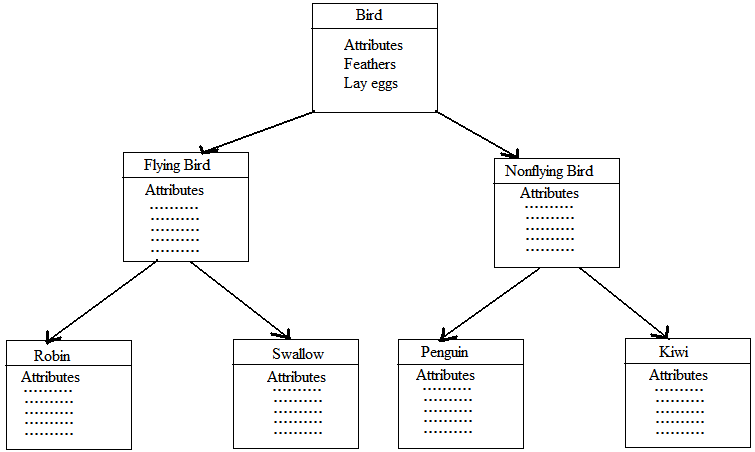 Bird
Attributes
Feathers
Lay eggs
Flying Bird
Attributes
..........
..........
..........
..........
..........
Nonflying Bird
Attributes
..........
..........
..........
..........
..........
Robin
Attributes
..........
..........
..........
..........
..........
Swallow
Attributes
..........
..........
..........
..........
..........
Penguin
Attributes
..........
..........
..........
..........
..........
Kiwi
Attributes
..........
..........
..........
..........
..........